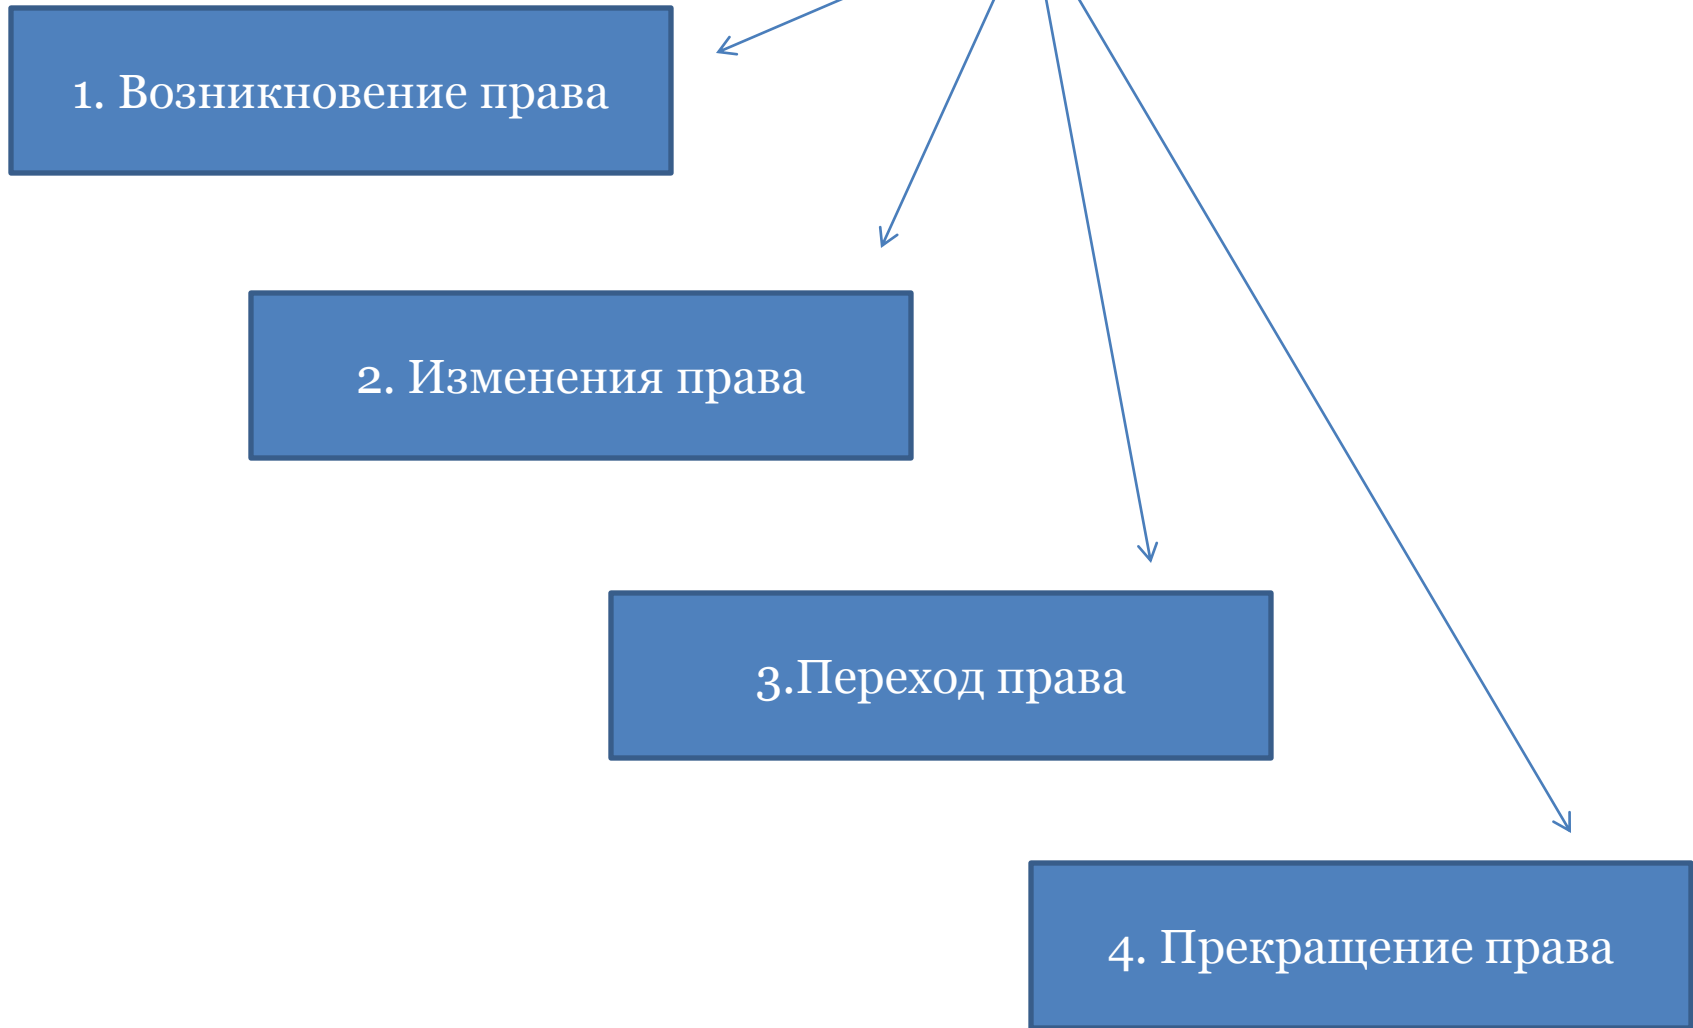 1. Возникновение права
2. Изменения права
3.Переход права
4. Прекращение права